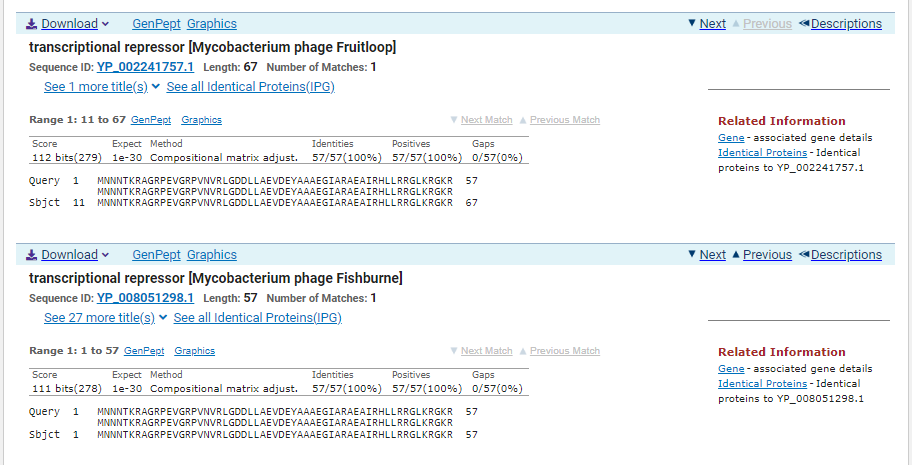 Download GenPept Graphics Next Previous Descriptions
transcriptional repressor [Mycobacterium phage Fruitloop]
Sequence ID: YP_002241757.1 Length: 67 Number of Matches: 1
See 1 more title(s) See all Identical Proteins(IPG)
Range 1: 11 to 67 GenPept Graphics Next Match Previous Match
Score Expect Method Identities Positives Gaps
112 bits(279) 1e-30 Compositional matrix adjust. 57/57(100%) 57/57(100%) 0/57(0%)
Query 1 MNNNTKRAGRPEVGRPVNVRLGDDLLAEVDEYAAAEGIARAEAIRHLLRRGLKRGKR 57
MNNNTKRAGRPEVGRPVNVRLGDDLLAEVDEYAAAEGIARAEAIRHLLRRGLKRGKR
Sbjct 11 MNNNTKRAGRPEVGRPVNVRLGDDLLAEVDEYAAAEGIARAEAIRHLLRRGLKRGKR 67
Related Information
Gene - associated gene details
Identical Proteins - Identical
proteins to YP_002241757.1
Download GenPept Graphics Next Previous Descriptions
transcriptional repressor [Mycobacterium phage Fishburne]
Sequence ID: YP_008051298.1 Length: 57 Number of Matches: 1
See 27 more title(s) See all Identical Proteins(IPG)
Range 1: 1 to 57 GenPept Graphics Next Match Previous Match
Score Expect Method Identities Positives Gaps
111 bits(278) 1e-30 Compositional matrix adjust. 57/57(100%) 57/57(100%) 0/57(0%)
Query 1 MNNNTKRAGRPEVGRPVNVRLGDDLLAEVDEYAAAEGIARAEAIRHLLRRGLKRGKR 57
MNNNTKRAGRPEVGRPVNVRLGDDLLAEVDEYAAAEGIARAEAIRHLLRRGLKRGKR
Sbjct 1 MNNNTKRAGRPEVGRPVNVRLGDDLLAEVDEYAAAEGIARAEAIRHLLRRGLKRGKR 57
Related Information
Gene - associated gene details
Identical Proteins - Identical
proteins to YP_008051298.1